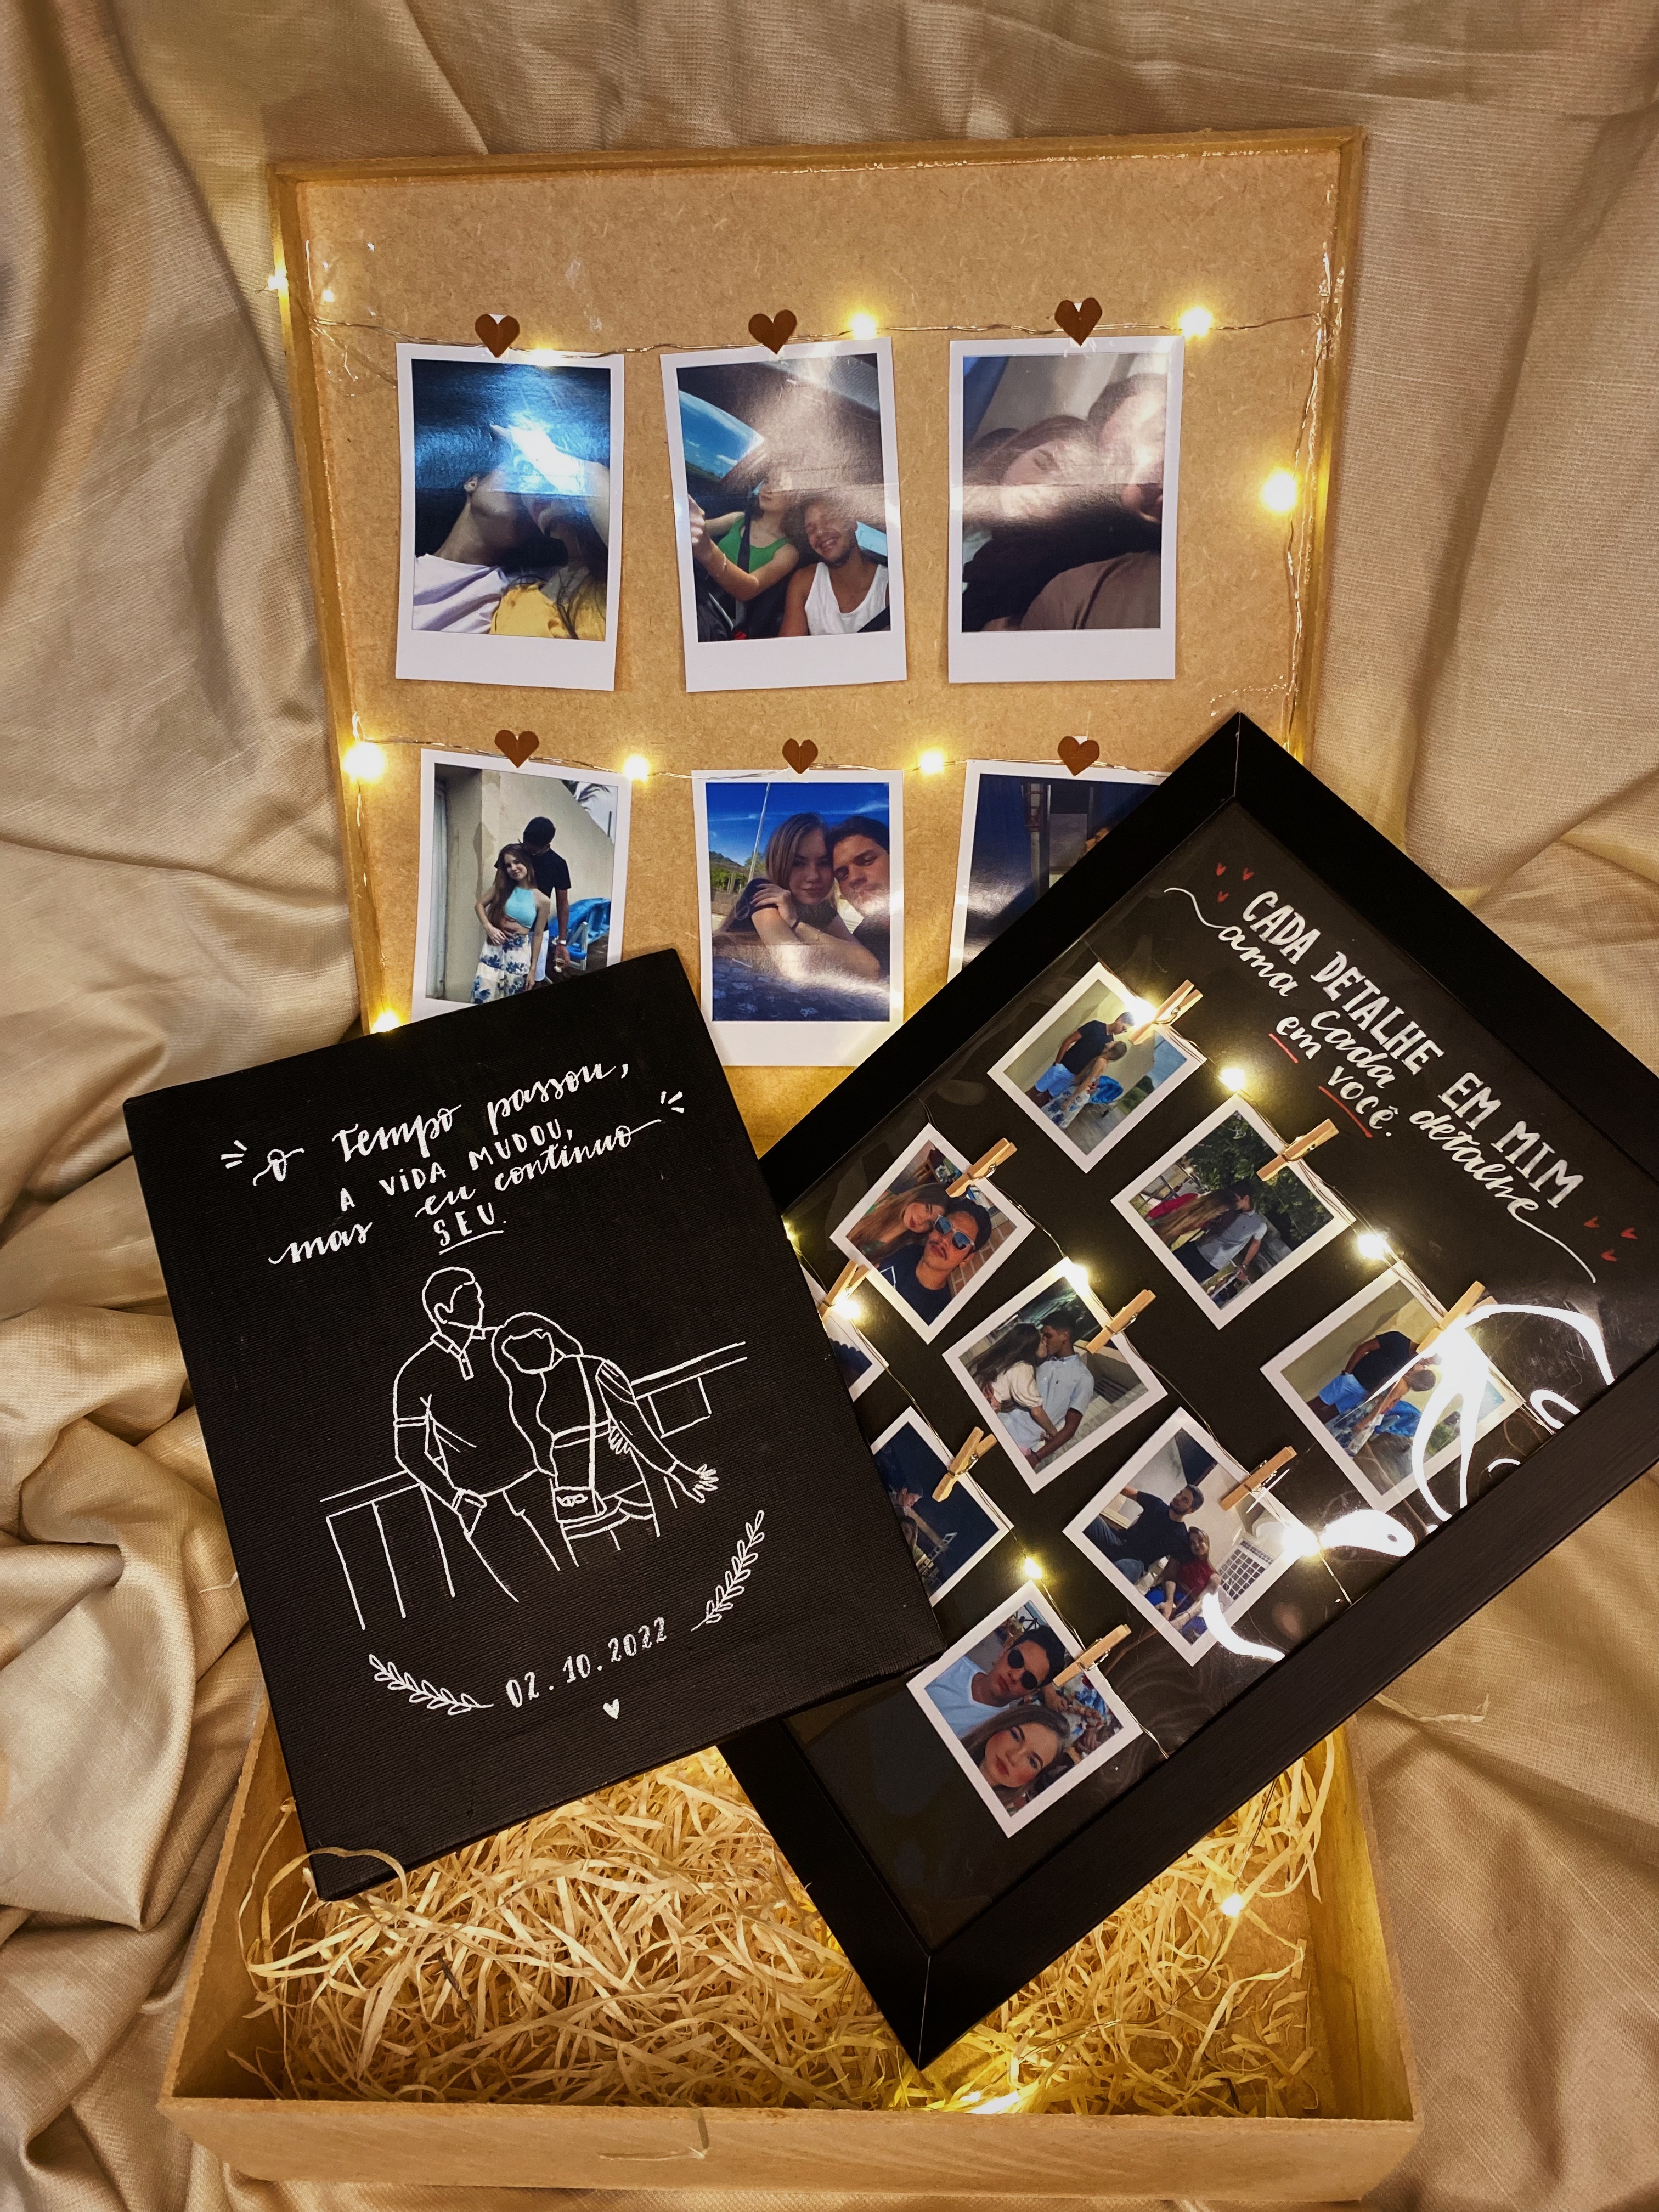 O Tempo passou,
A VIDA MUDOU,
mas eu continuo
SEU.
02.10.2022
CADA DETALHE EM MIM
ama cada detalhe
em você.